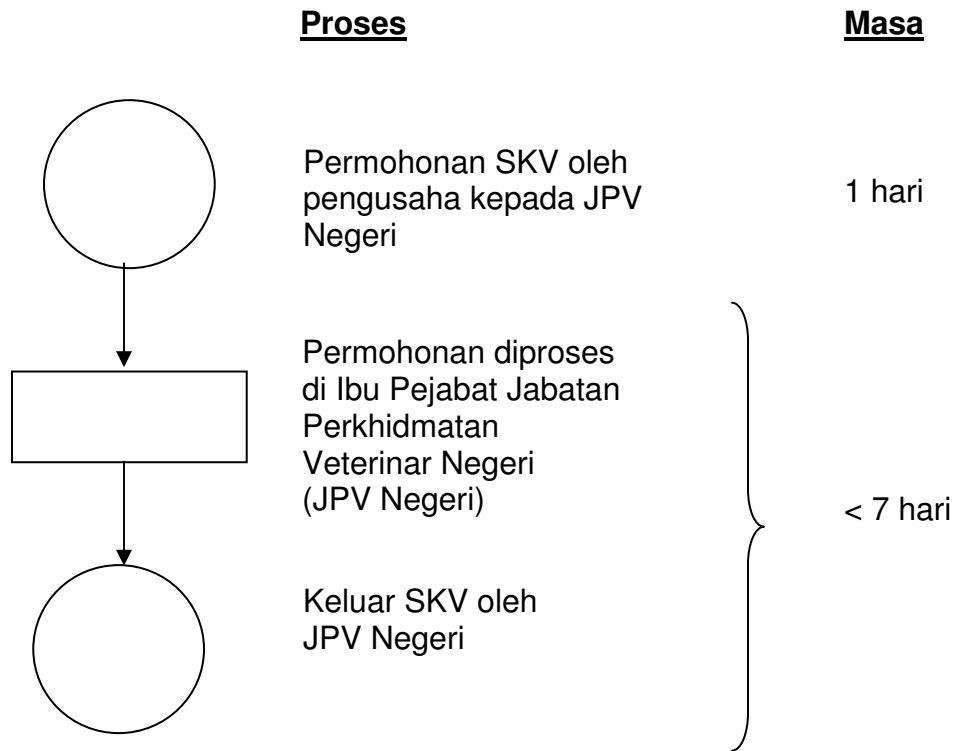 Proses
Masa
Permohonan SKV oleh
pengusaha kepada JPV
Negeri
1 hari
Permohonan diproses
di Ibu Pejabat Jabatan
Perkhidmatan
Veterinar Negeri
(JPV Negeri)
< 7 hari
Keluar SKV oleh
JPV Negeri